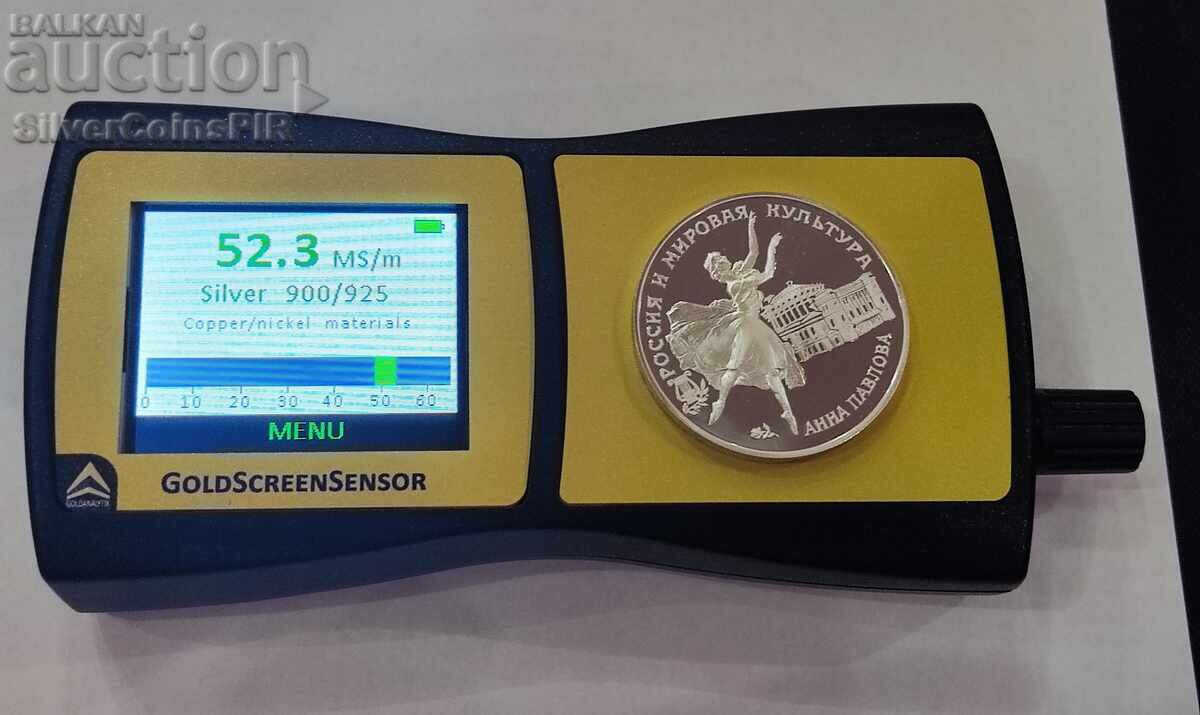 BALKAN
auction
SilverCoinsPIR
52.3 MS/m
Silver 900/925
Copper/nickel materials
0 10 20 30 40 50 60
MENU
GOLDANALYTIX
GOLDSCREENSENSOR
РОССИЯ И МИРОВАЯ КУЛЬТУРА
АННА ПАВЛОВА